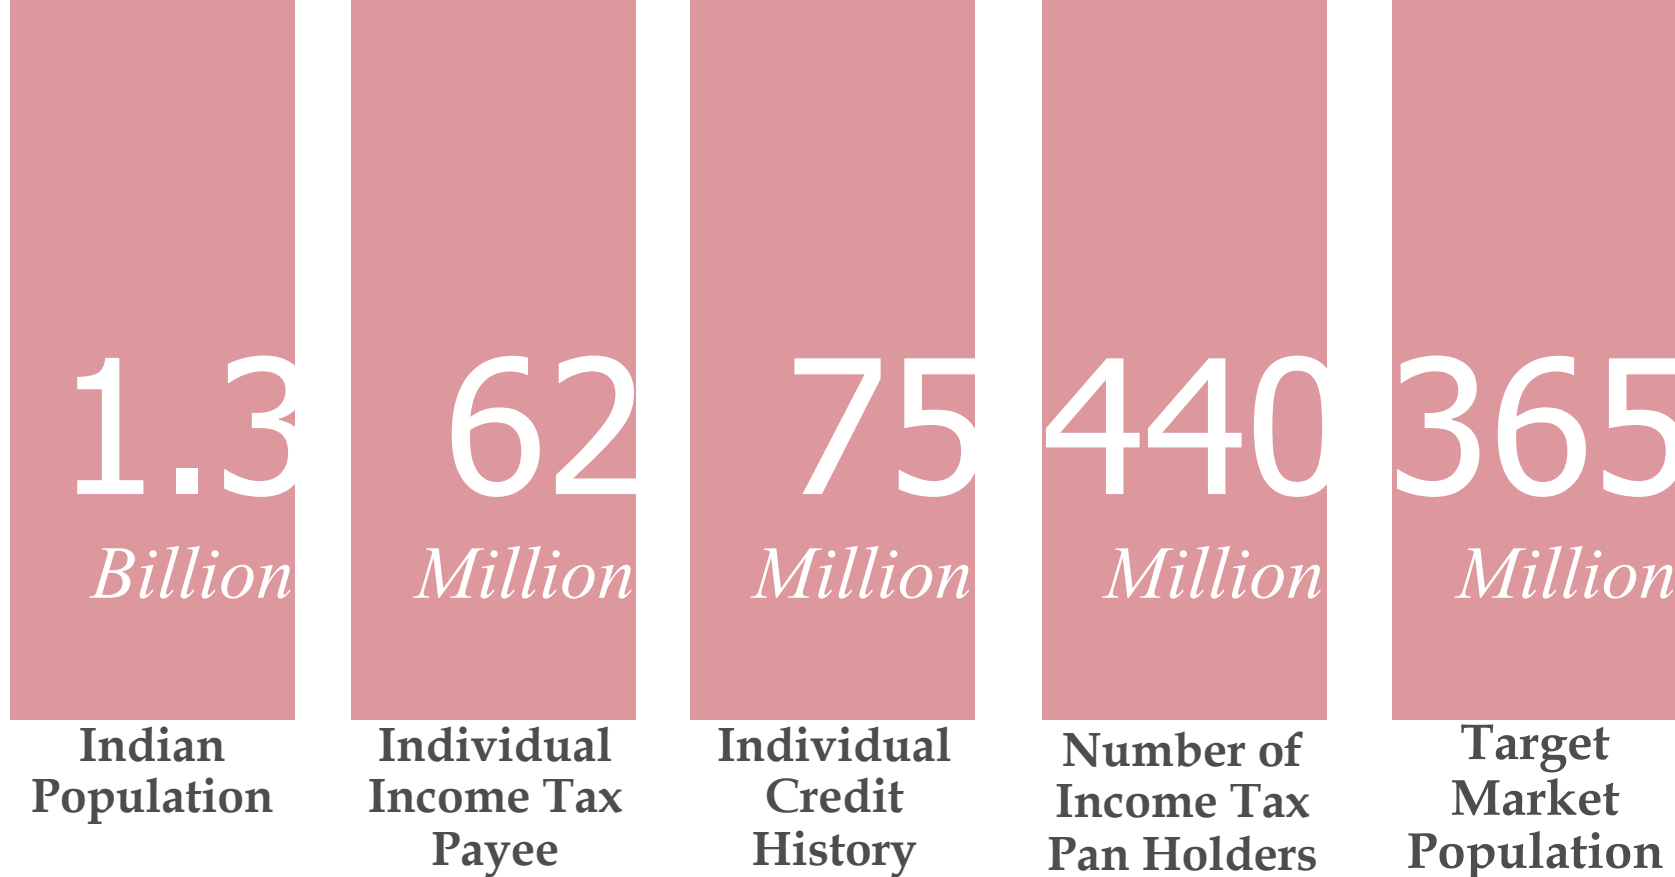 1.3
Billion
Indian
Population
62
Million
Individual
Income Tax
Payee
75
Million
Individual
Credit
History
440
Million
Number of
Income Tax
Pan Holders
365
Million
Target
Market
Population